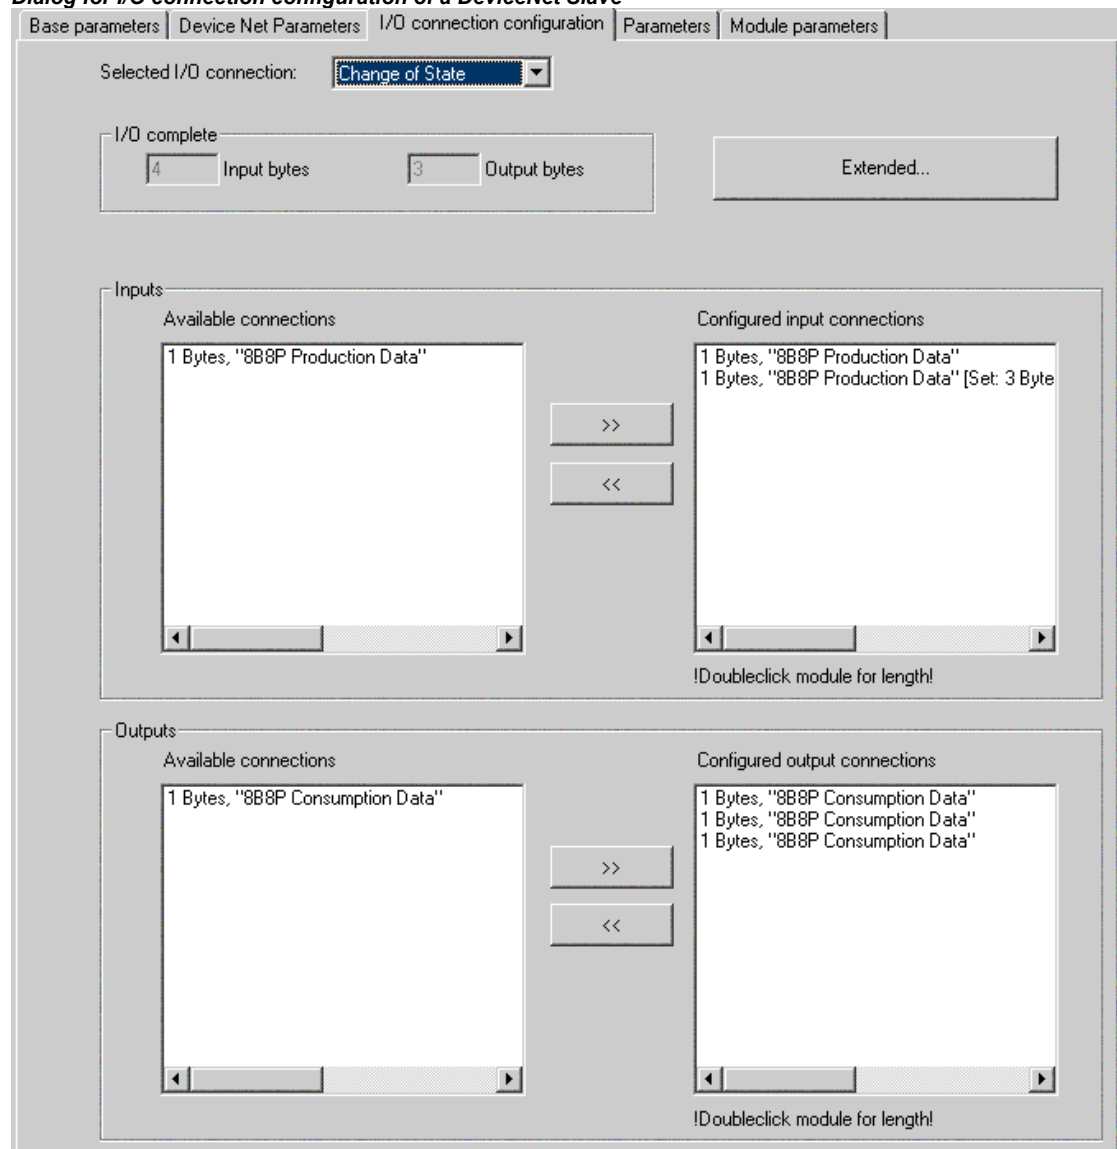 Dialog for I/O connection configuration of a DeviceNet Slave
Base parameters Device Net Parameters I/O connection configuration Parameters Module parameters
Selected I/O connection: Change of State
I/O complete
4 Input bytes 3 Output bytes Extended...
Inputs
Available connections Configured input connections
1 Bytes, "8B8P Production Data" 1 Bytes, "8B8P Production Data"
1 Bytes, "8B8P Production Data" [Set: 3 Byte
>>
<<
!Doubleclick module for length!
Outputs
Available connections Configured output connections
1 Bytes, "8B8P Consumption Data" 1 Bytes, "8B8P Consumption Data"
1 Bytes, "8B8P Consumption Data"
1 Bytes, "8B8P Consumption Data"
>>
<<
!Doubleclick module for length!